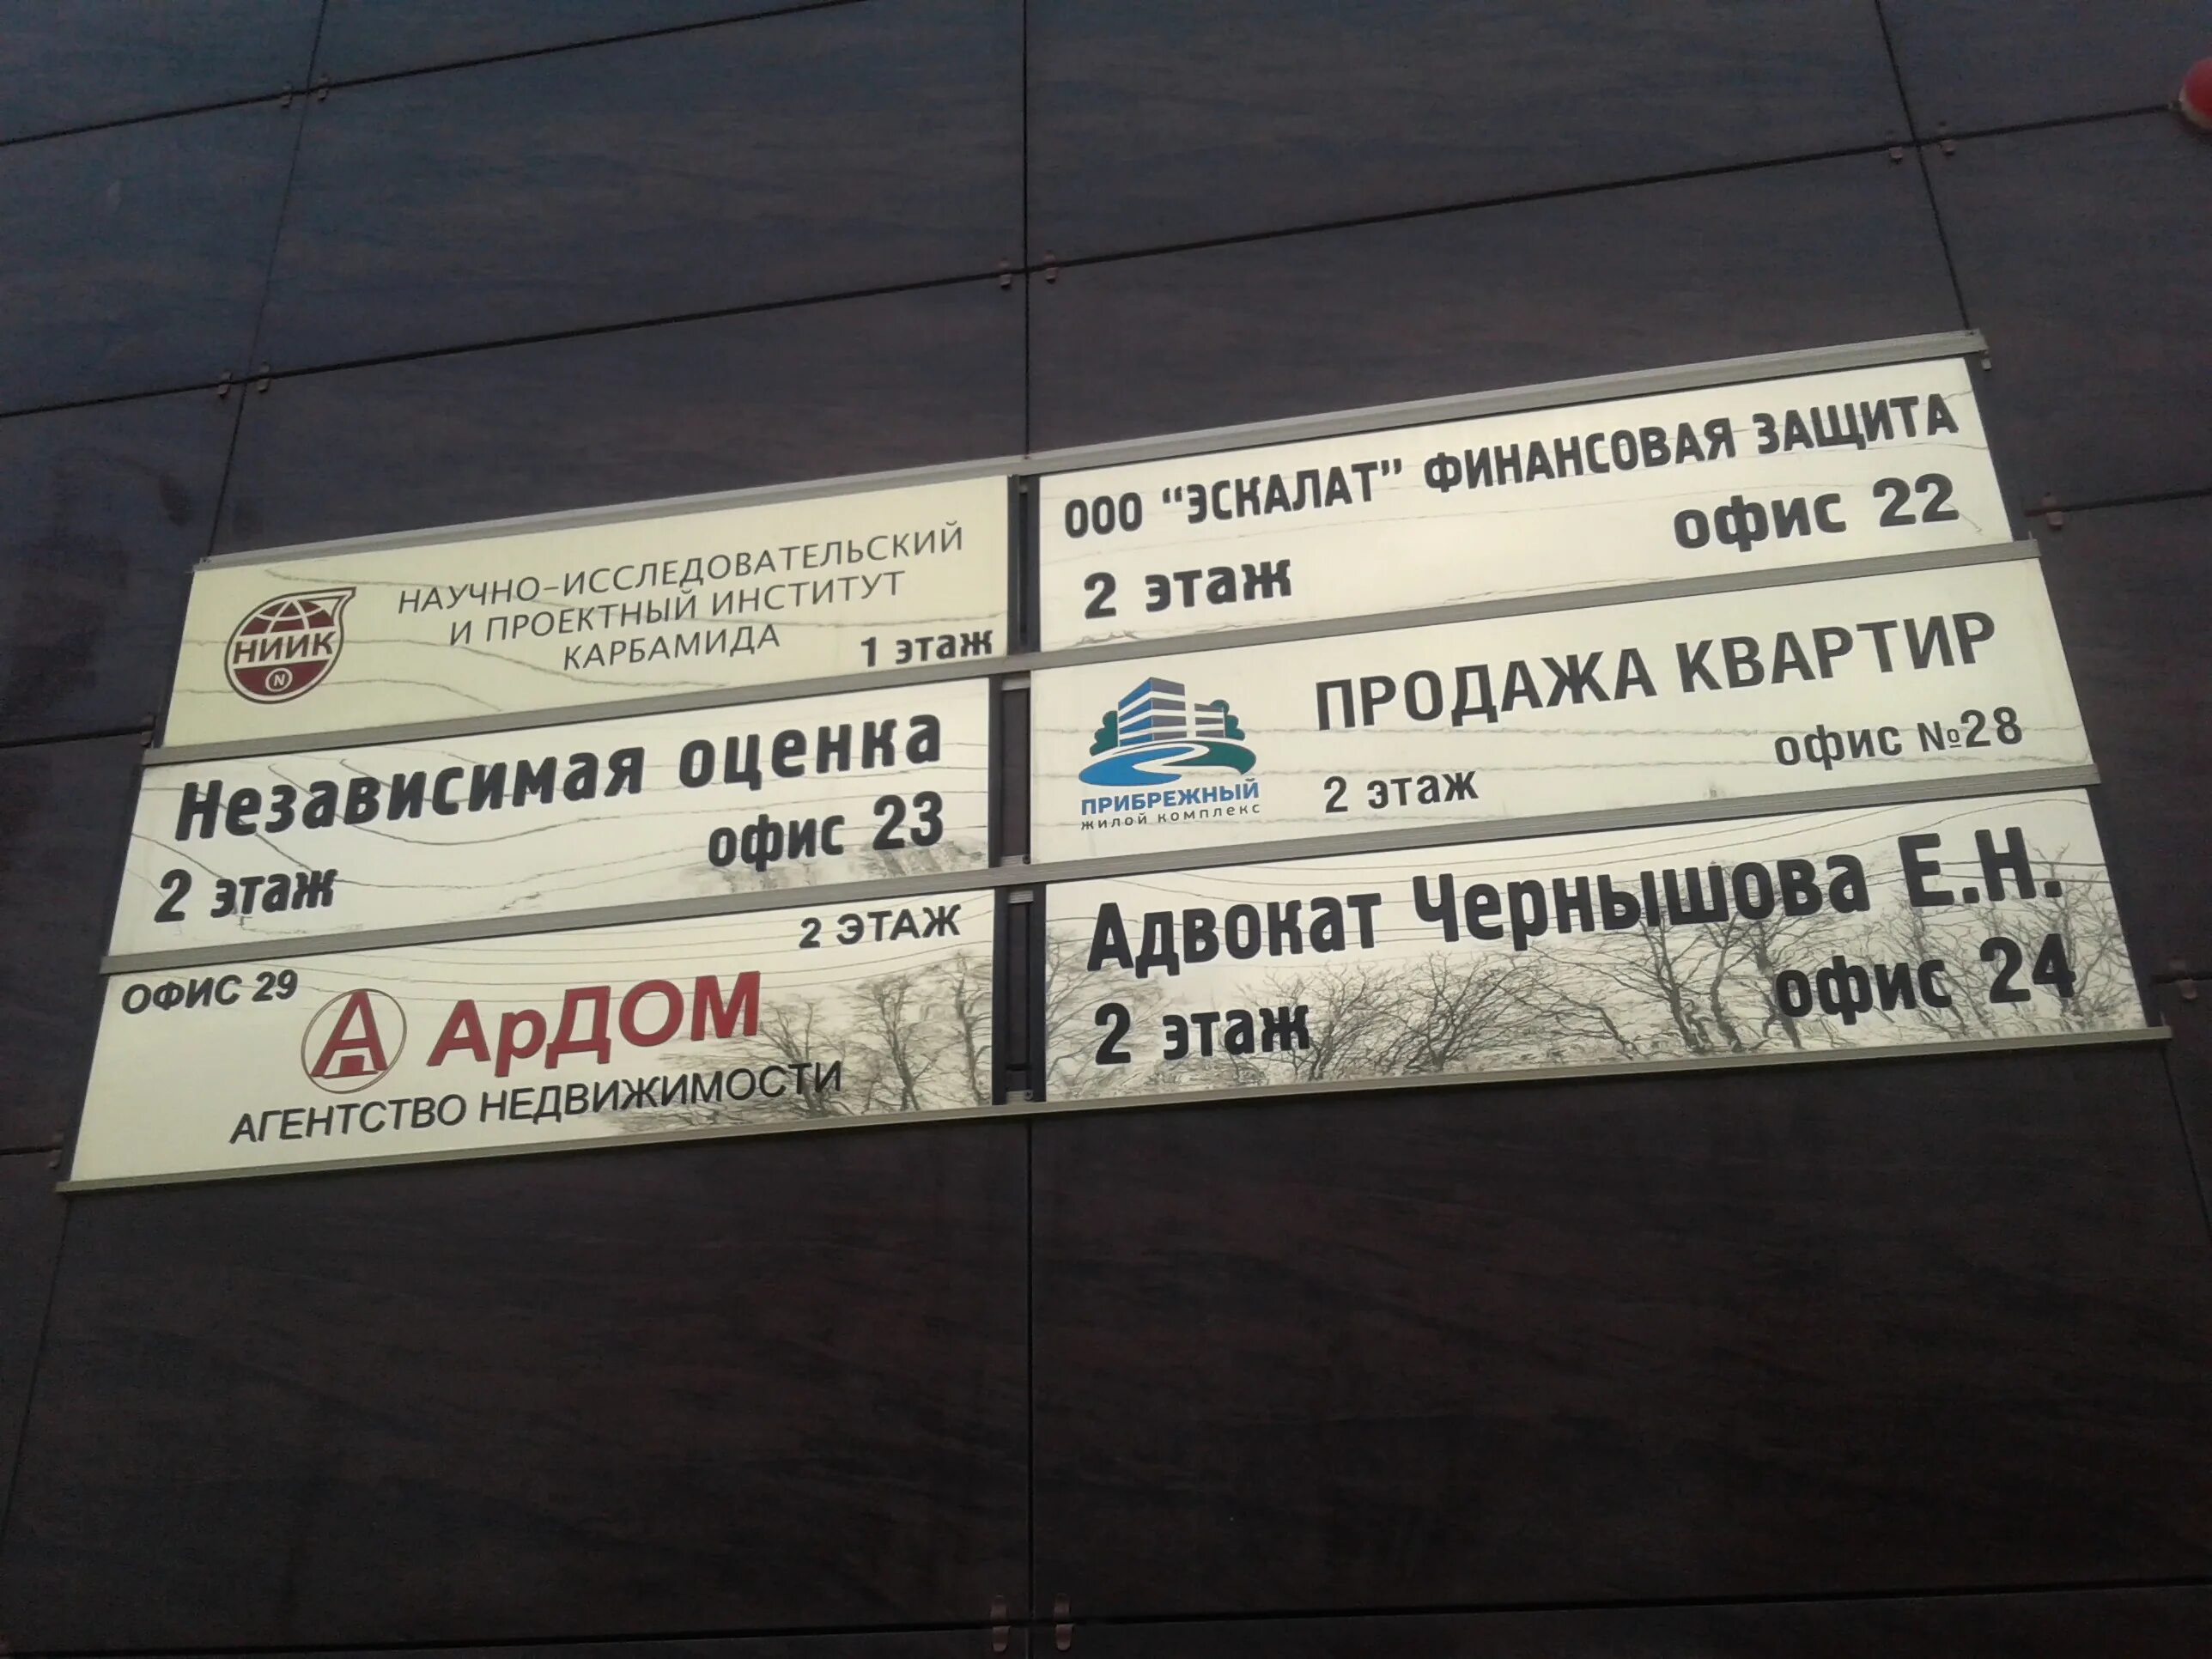 НИИК
N
НАУЧНО-ИССЛЕДОВАТЕЛЬСКИЙ
И ПРОЕКТНЫЙ ИНСТИТУТ
КАРБАМИДА
1 этаж
Независимая оценка
офис 23
2 этаж
2 ЭТАЖ
ОФИС 29
А АрДОМ
АГЕНТСТВО НЕДВИЖИМОСТИ
ООО “ЭСКАЛАТ” ФИНАНСОВАЯ ЗАЩИТА
офис 22
2 этаж
ПРОДАЖА КВАРТИР
офис №28
2 этаж
ПРИБРЕЖНЫЙ
жилой комплекс
Адвокат Чернышова Е.Н.
офис 24
2 этаж